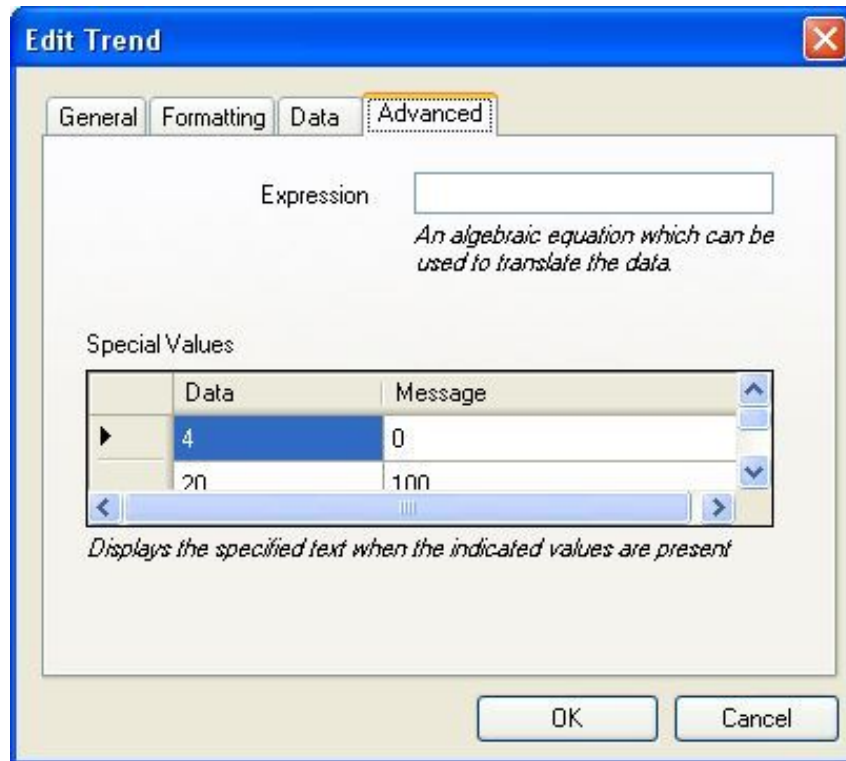 Edit Trend
General Formatting Data Advanced
Expression
An algebraic equation which can be
used to translate the data.
Special Values
Data Message
4 0
20 100
Displays the specified text when the indicated values are present
OK Cancel